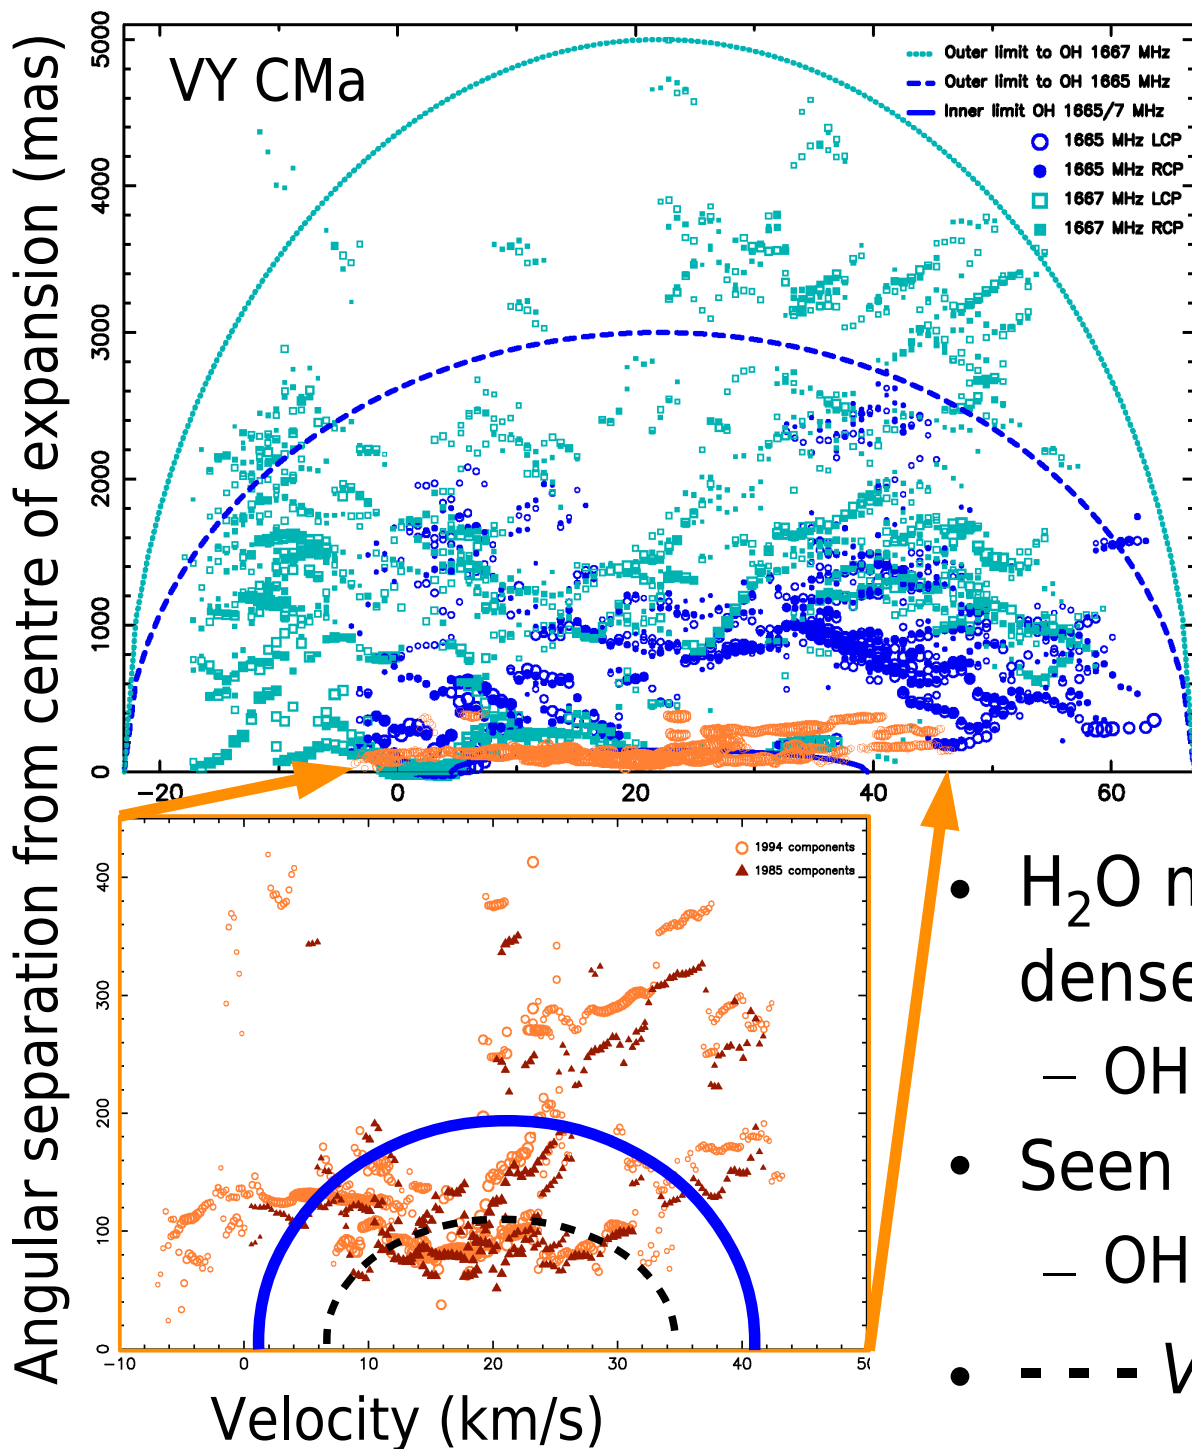 VY CMa
Outer limit to OH 1667 MHz
Outer limit to OH 1665 MHz
Inner limit OH 1665/7 MHz
1665 MHz LCP
1665 MHz RCP
1667 MHz LCP
1667 MHz RCP
Angular separation from centre of expansion (mas)
5000
4000
3000
2000
1000
0
-20 0 20 40 60
1994 components
1985 components
400
300
200
100
0
-10 0 10 20 30 40 50
Velocity (km/s)
• H₂O
dense
– OH
• Seen
– OH
• - - - V